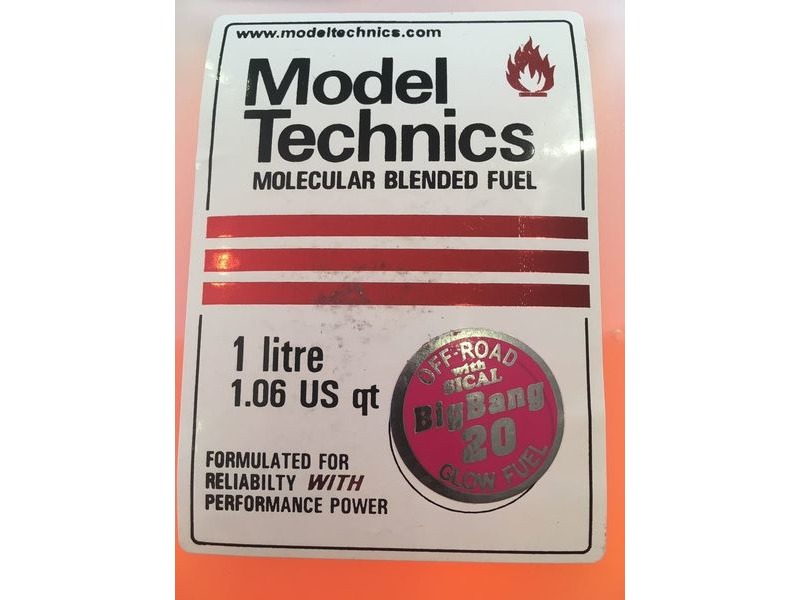 www.modeltechnics.com
Model
Technics
MOLECULAR BLENDED FUEL
1 litre
1.06 US qt
OFF-ROAD
with
SICAL
BigBang
20
GLOW FUEL
FORMULATED FOR
RELIABILTY WITH
PERFORMANCE POWER